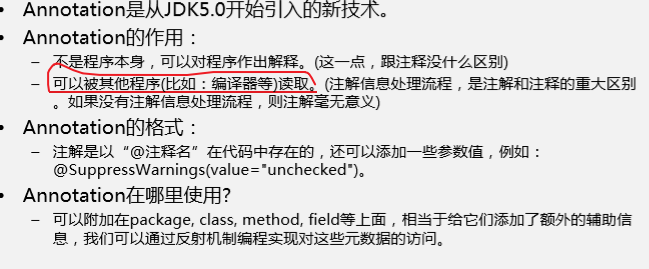 • Annotation是从JDK5.0开始引入的新技术。
• Annotation的作用：
– 不是程序本身，可以对程序作出解释。(这一点，跟注释没什么区别)
– 可以被其他程序(比如：编译器等)读取。(注解信息处理流程，是注解和注释的重大区别
。如果没有注解信息处理流程，则注解毫无意义)
• Annotation的格式：
– 注解是以“@注释名”在代码中存在的，还可以添加一些参数值，例如：
@SuppressWarnings(value="unchecked")。
• Annotation在哪里使用?
– 可以附加在package, class, method, field等上面，相当于给它们添加了额外的辅助信
息，我们可以通过反射机制编程实现对这些元数据的访问。